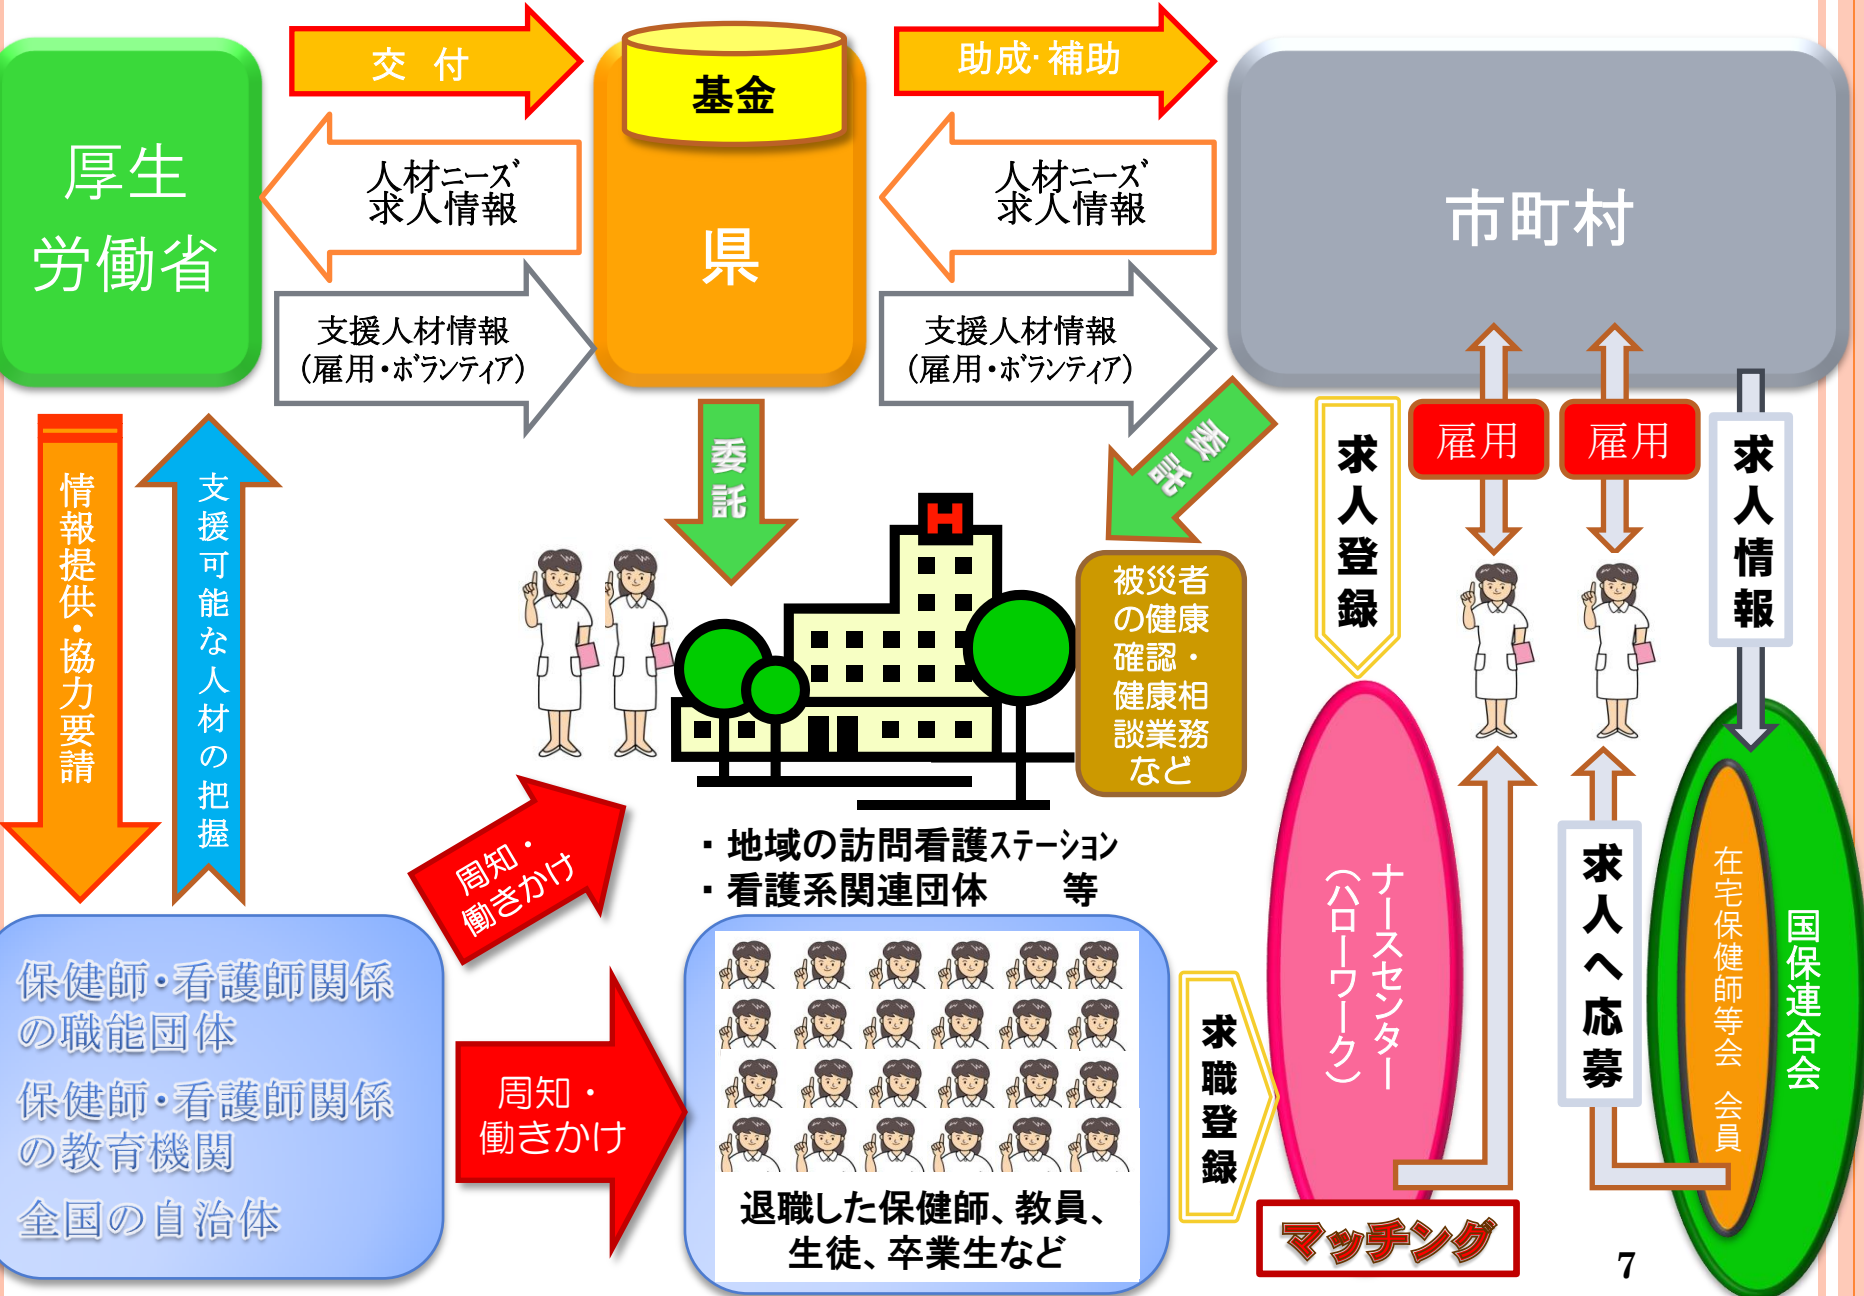 交 付
基金
助成・補助
厚生
労働省
人材ニーズ
求人情報
県
人材ニーズ
求人情報
市町村
支援人材情報
(雇用・ボランティア)
支援人材情報
(雇用・ボランティア)
情報提供・協力要請
支援可能な人材の把握
委託
委託
求人登録
雇用
雇用
求人情報
H
被災者
の健康
確認・
健康相
談業務
など
周知・
働きかけ
・地域の訪問看護ステーション
・看護系関連団体 等
保健師・看護師関係
の職能団体
保健師・看護師関係
の教育機関
全国の自治体
周知・
働きかけ
退職した保健師、教員、
生徒、卒業生など
求職登録
ナースセンター
(ハローワーク)
マッチング
求人へ応募
在宅保健師等会 会員
国保連合会
7